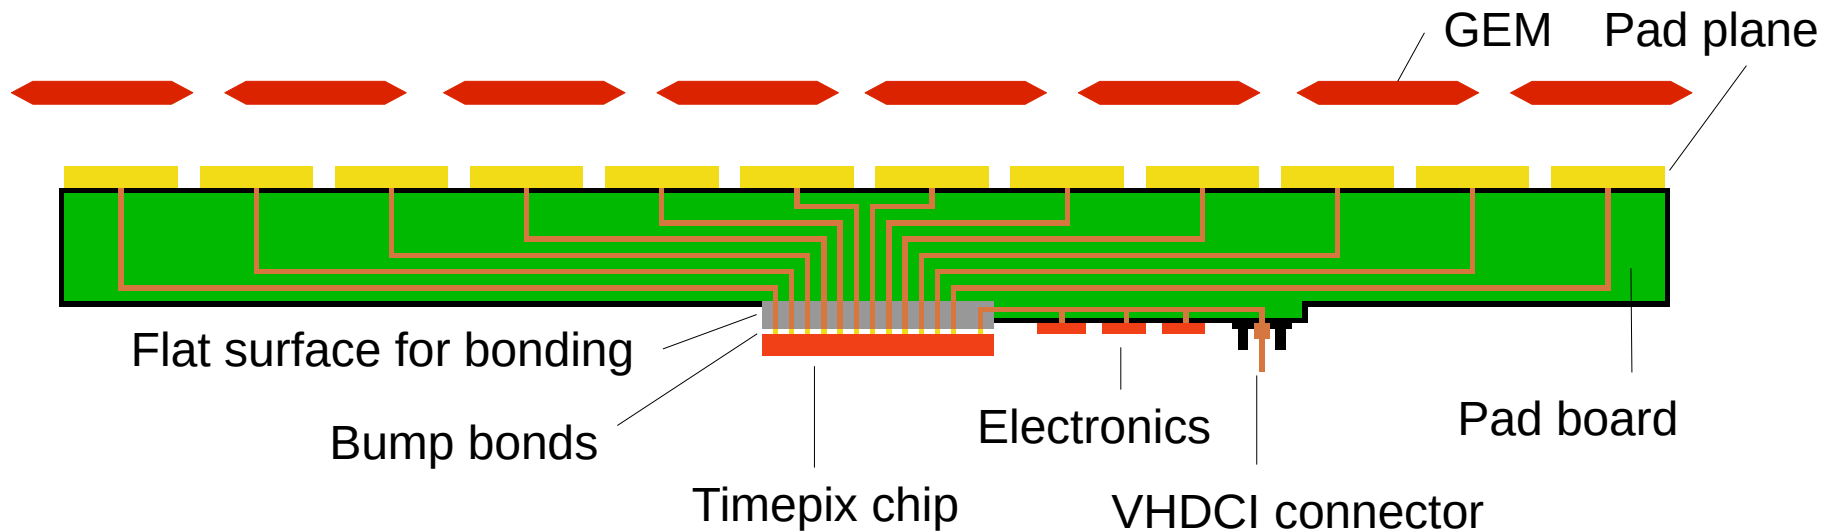 GEM
Pad plane
Flat surface for bonding
Bump bonds
Timepix chip
Electronics
VHDCI connector
Pad board